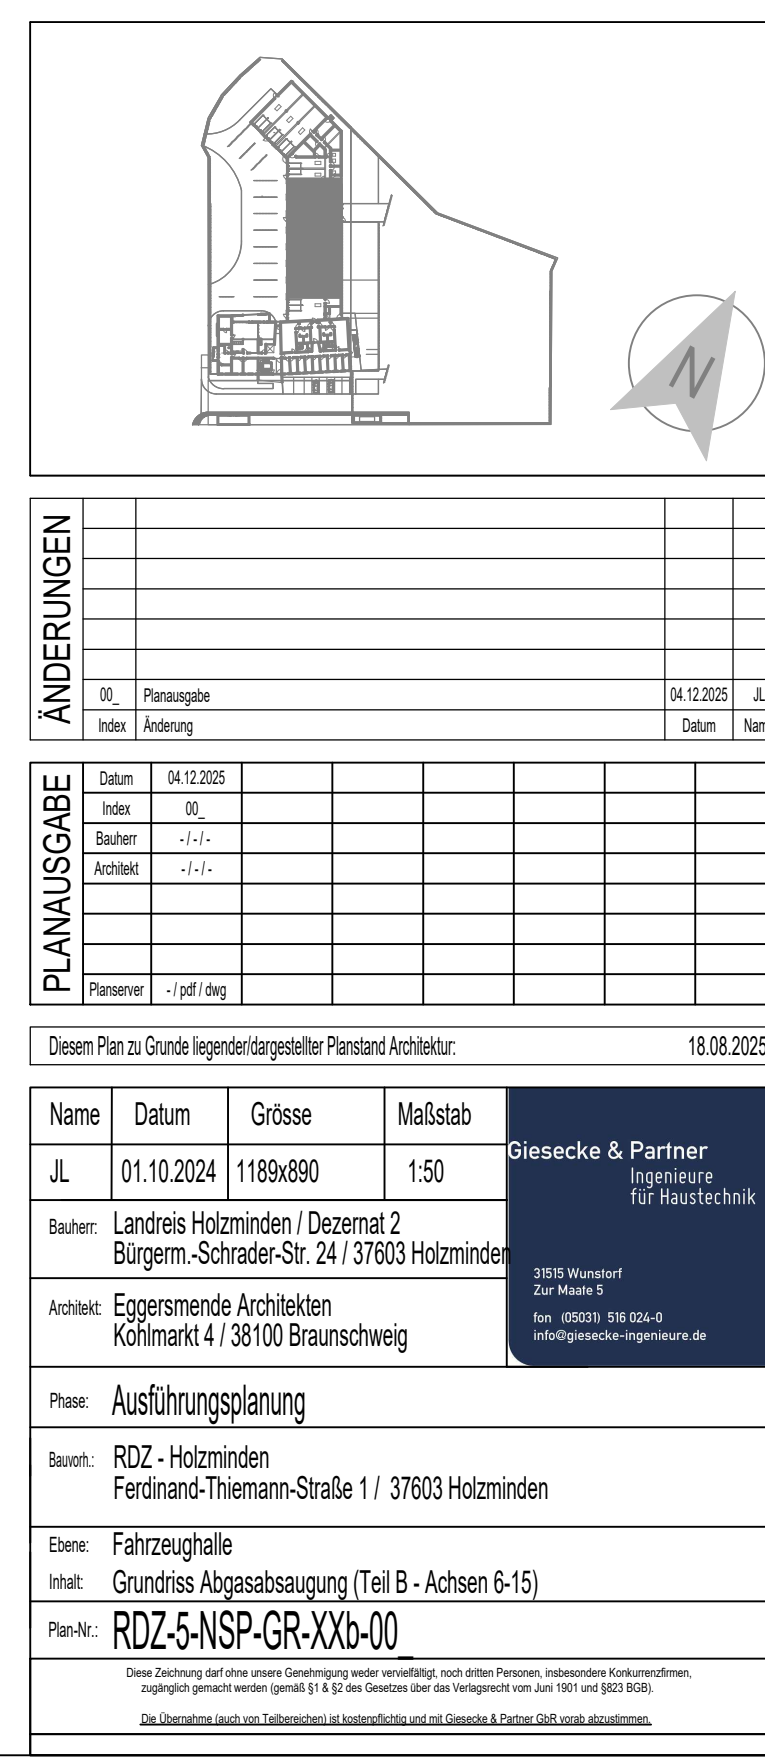 N
ÄNDERUNGEN
00_ Planausgabe 04.12.2025 JL
Index Änderung Datum Nam
PLANAUSGABE
Datum 04.12.2025
Index 00_
Bauherr - / - / -
Architekt - / - / -
Planserver - / pdf / dwg
Diesem Plan zu Grunde liegender/dargestellter Planstand Architektur: 18.08.2025
Name Datum Grösse Maßstab
JL 01.10.2024 1189x890 1:50
Giesecke & Partner
Ingenieure
für Haustechnik
31515 Wunstorf
Zur Maate 5
fon (05031) 516 024-0
info@giesecke-ingenieure.de
Bauherr: Landreis Holzminden / Dezernat 2
Bürgerm.-Schrader-Str. 24 / 37603 Holzminden
Architekt: Eggersmende Architekten
Kohlmarkt 4 / 38100 Braunschweig
Phase: Ausführungsplanung
Bauvorh.: RDZ - Holzminden
Ferdinand-Thiemann-Straße 1 / 37603 Holzminden
Ebene: Fahrzeughalle
Inhalt: Grundriss Abgasabsaugung (Teil B - Achsen 6-15)
Plan-Nr.: RDZ-5-NSP-GR-XXb-00_
Diese Zeichnung darf ohne unsere Genehmigung weder vervielfältigt, noch dritten Personen, insbesondere Konkurrenzfirmen,
zugänglich gemacht werden (gemäß §1 & §2 des Gesetzes über das Verlagsrecht vom Juni 1901 und §823 BGB).
Die Übernahme (auch von Teilbereichen) ist kostenpflichtig und mit Giesecke & Partner GbR vorab abzustimmen.